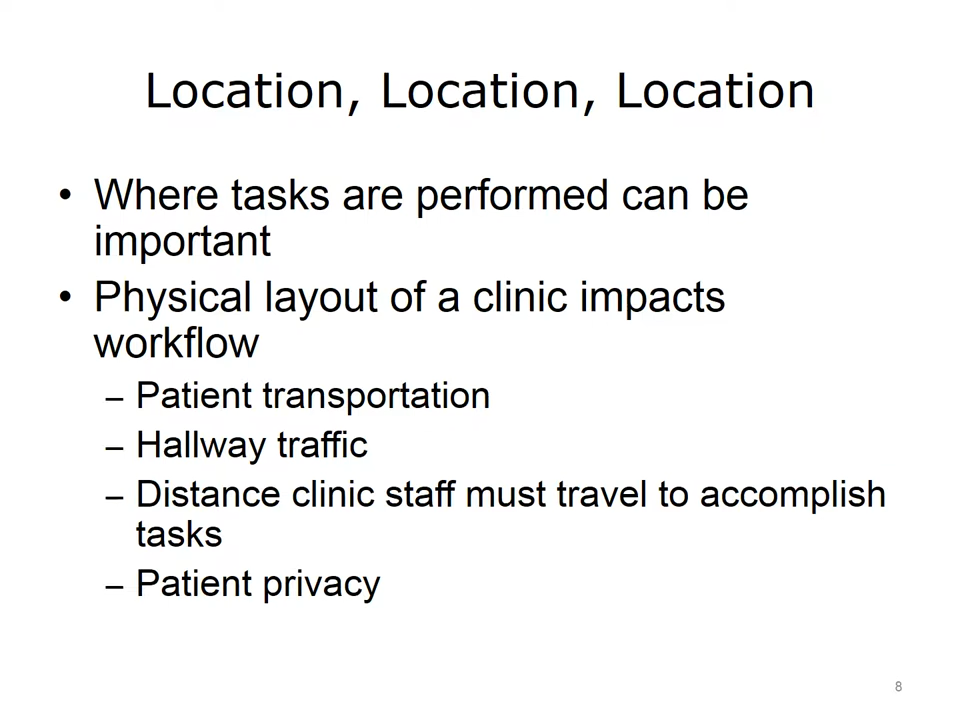 Location, Location, Location
• Where tasks are performed can be
important
• Physical layout of a clinic impacts
workflow
– Patient transportation
– Hallway traffic
– Distance clinic staff must travel to accomplish
tasks
– Patient privacy
8